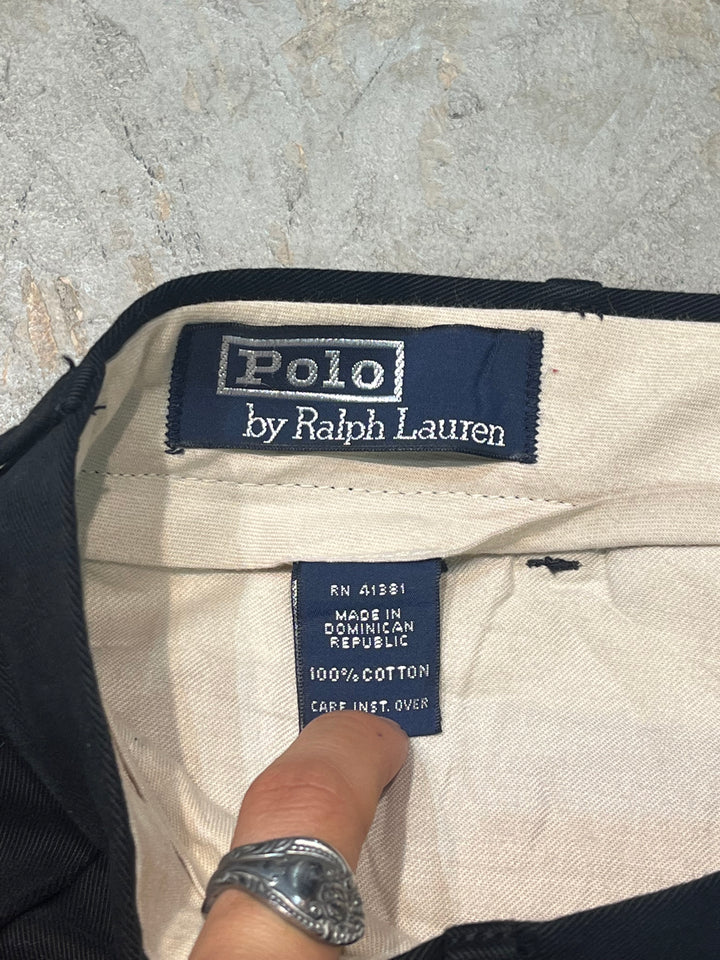 Polo
by Ralph Lauren
RN 41381
MADE IN
DOMINICAN
REPUBLIC
100% COTTON
CARE INST. OVER